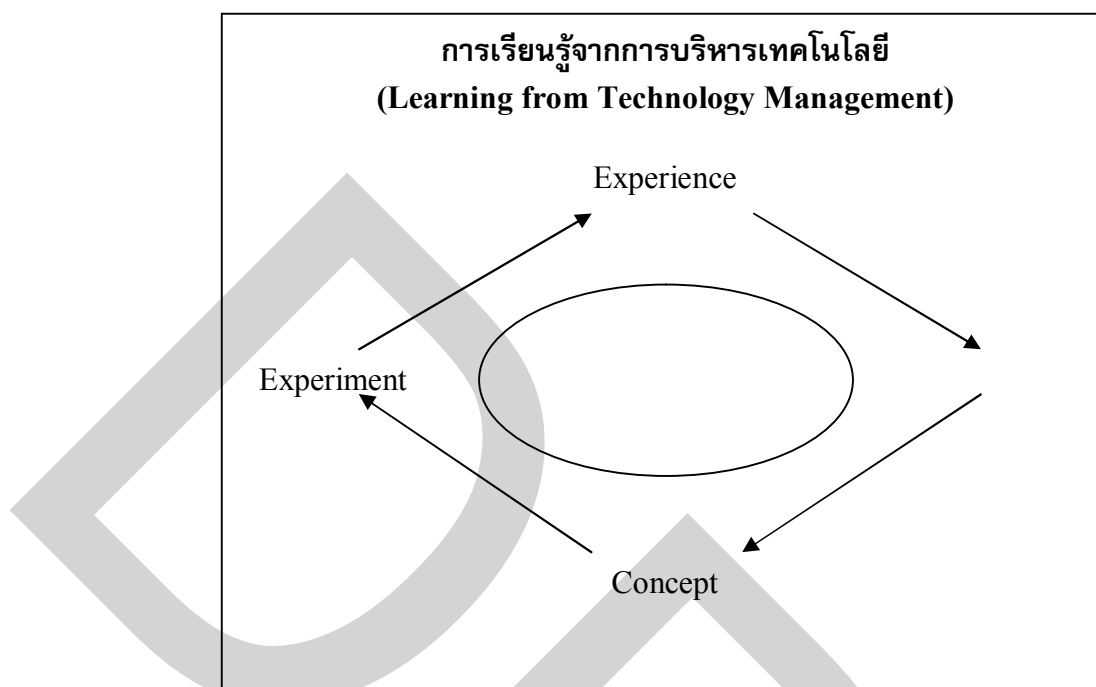 การเรียนรู้จากการบริหารเทคโนโลยี
(Learning from Technology Management)
Experience
Experiment
Concept